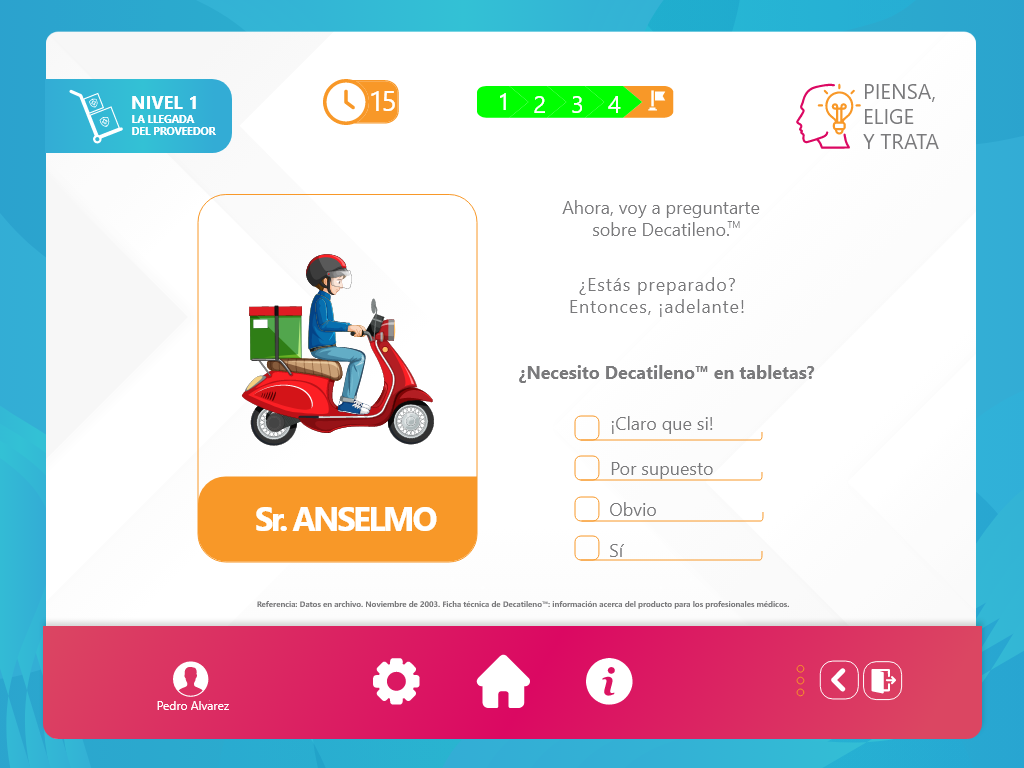 NIVEL 1
LA LLEGADA
DEL PROVEEDOR
15
1 2 3 4
PIENSA,
ELIGE
Y TRATA
Ahora, voy a preguntarte
sobre Decatileno.™
¿Estás preparado?
Entonces, ¡adelante!
¿Necesito Decatileno™ en tabletas?
¡Claro que si!
Por supuesto
Obvio
Sí
Sr. ANSELMO
Referencia: Datos en archivo. Noviembre de 2003. Ficha técnica de Decatileno™: información acerca del producto para los profesionales médicos.
Pedro Alvarez